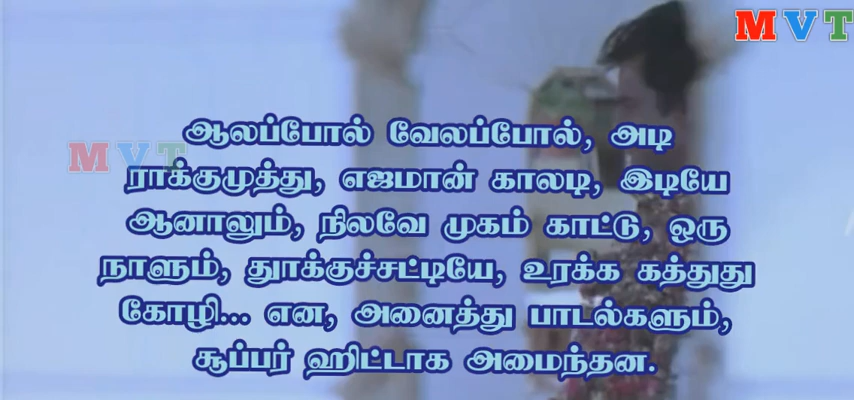 MVT
ஆலப்போல் வேலப்போல், அடி
MVT
ராக்குமுத்து, எஜமான் காலடி, இடியே
ஆனாலும், நிலவே முகம் காட்டு, ஒரு
நாளும், தூக்குச்சட்டியே, உரக்க கத்துது
கோழி... என, அனைத்து பாடல்களும்,
சூப்பர் ஹிட்டாக அமைந்தன.